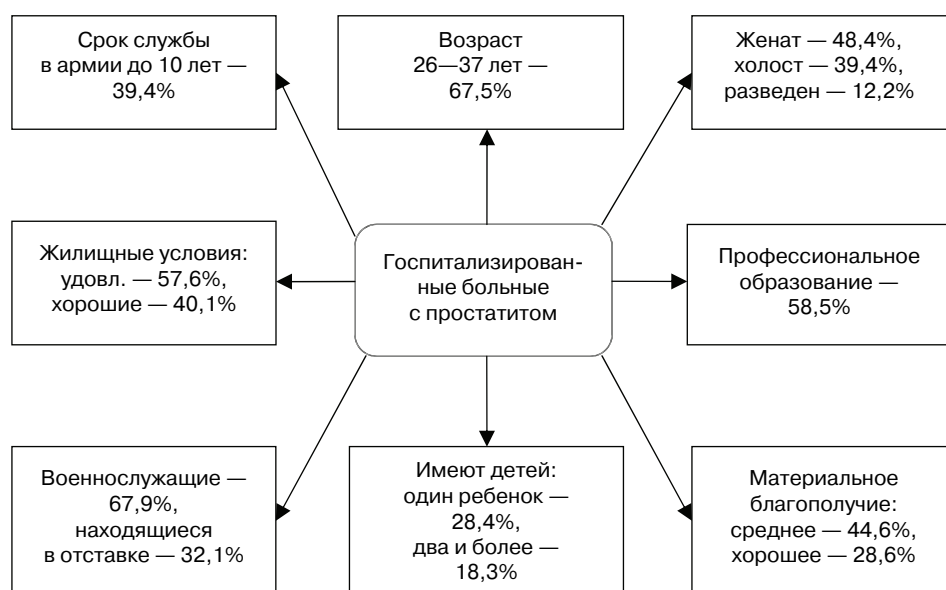 Срок службы
в армии до 10 лет —
39,4%
Возраст
26—37 лет —
67,5%
Женат — 48,4%,
холост — 39,4%,
разведен — 12,2%
Жилищные условия:
удовл. — 57,6%,
хорошие — 40,1%
Госпитализирован-
ные больные
с простатитом
Профессиональное
образование —
58,5%
Военнослужащие —
67,9%,
находящиеся
в отставке — 32,1%
Имеют детей:
один ребенок —
28,4%,
два и более —
18,3%
Материальное
благополучие:
среднее — 44,6%,
хорошее — 28,6%